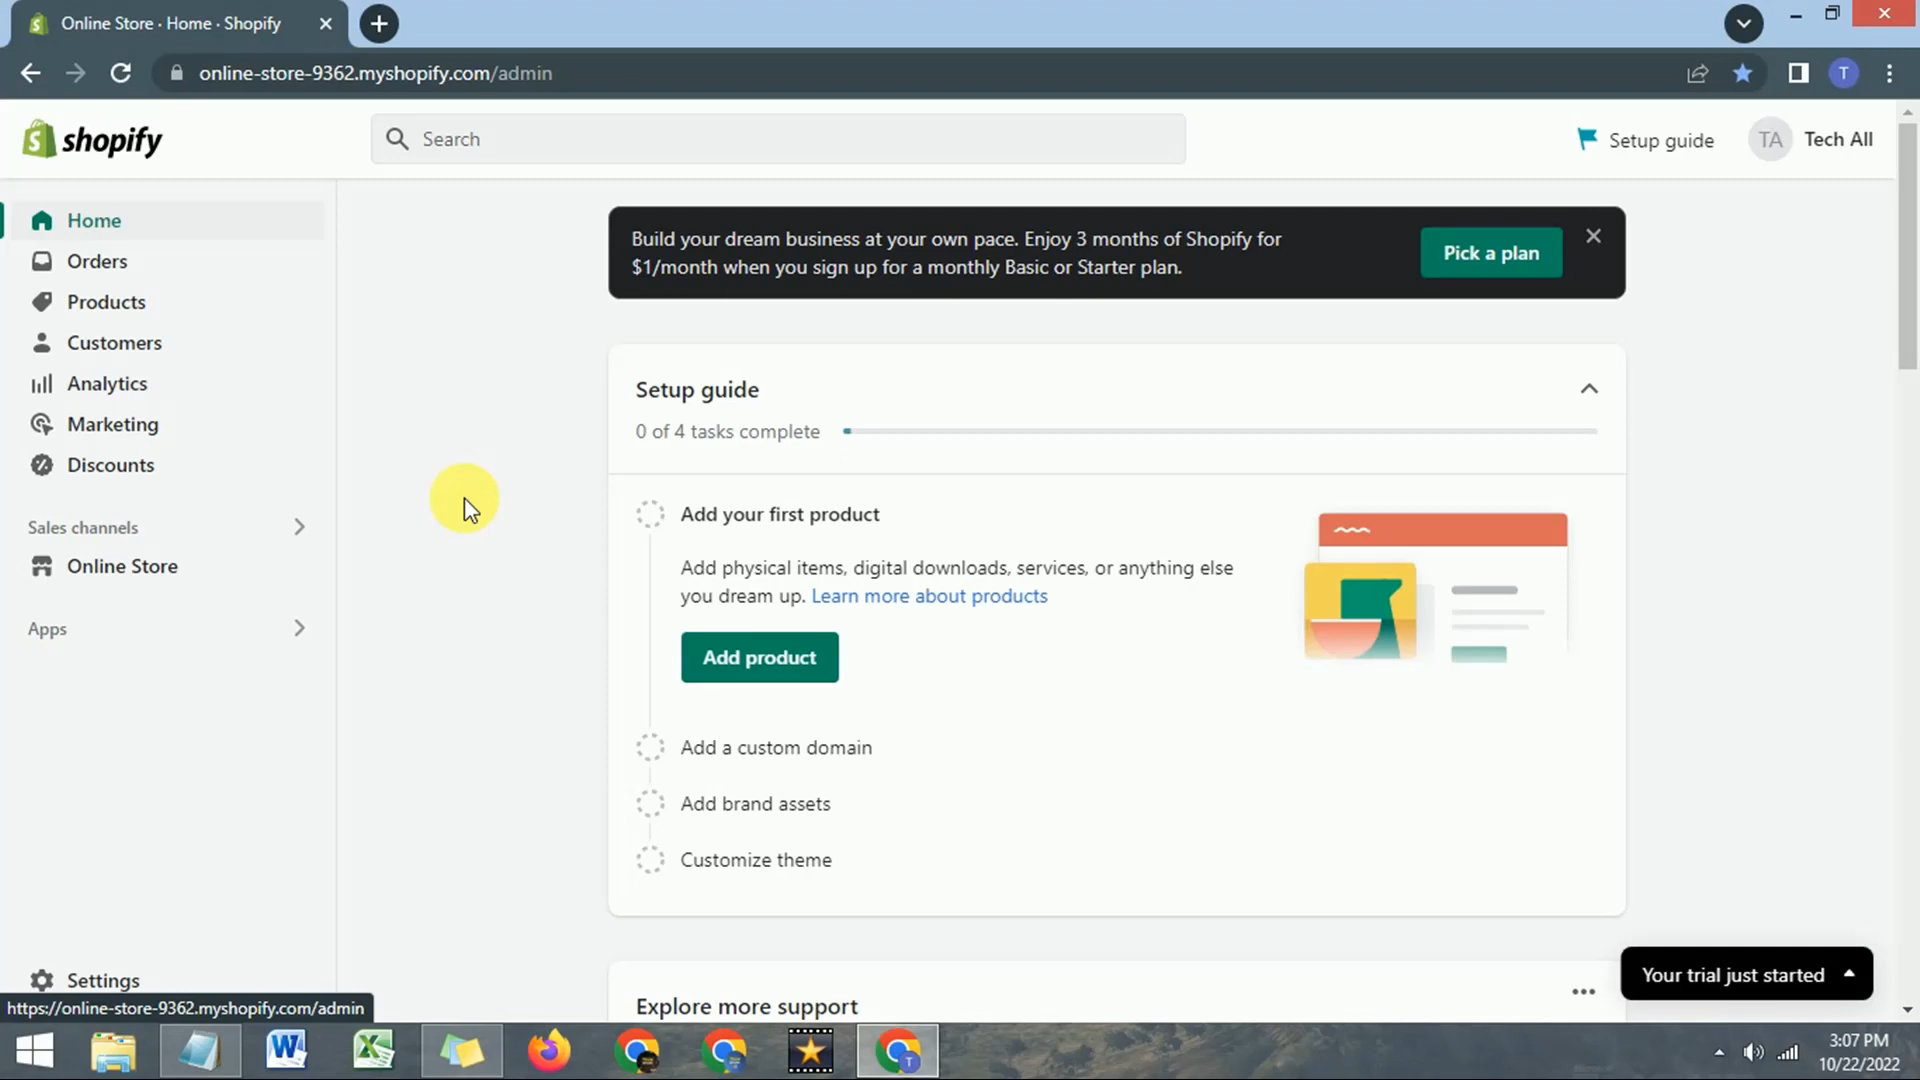 Online Store · Home · Shopify
online-store-9362.myshopify.com/admin
T
shopify
Search
Setup guide
TA
Tech All
Home
Orders
Products
Customers
Analytics
Marketing
Discounts
Sales channels
Online Store
Apps
Settings
Build your dream business at your own pace. Enjoy 3 months of Shopify for
$1/month when you sign up for a monthly Basic or Starter plan.
Pick a plan
Setup guide
0 of 4 tasks complete
Add your first product
Add physical items, digital downloads, services, or anything else
you dream up. Learn more about products
Add product
Add a custom domain
Add brand assets
Customize theme
Explore more support
Your trial just started
https://online-store-9362.myshopify.com/admin
T
3:07 PM
10/22/2022